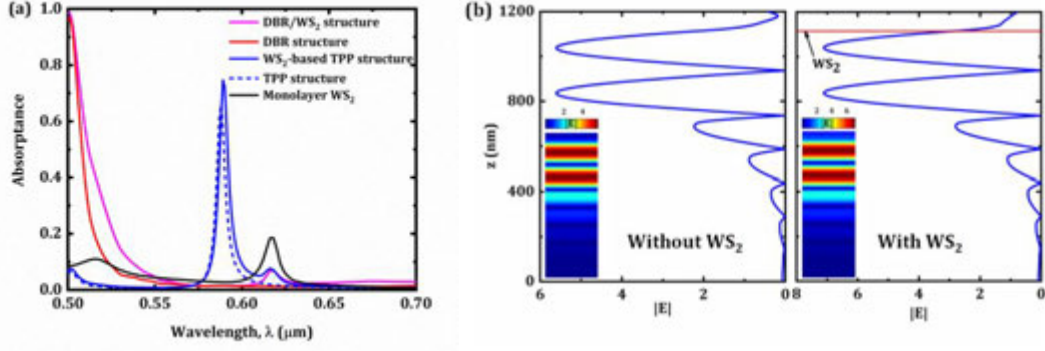 (a)
1.0
0.8
0.6
0.4
0.2
0.0
Absorptance
DBR/WS2 structure
DBR structure
WS2-based TPP structure
TPP structure
Monolayer WS2
0.50
0.55
0.60
0.65
0.70
Wavelength, λ (μm)
(b)
1200
800
400
0
z (nm)
2
4
Without WS2
6
4
2
0
|E|
WS2
2
4
6
With WS2
8
6
4
2
0
|E|